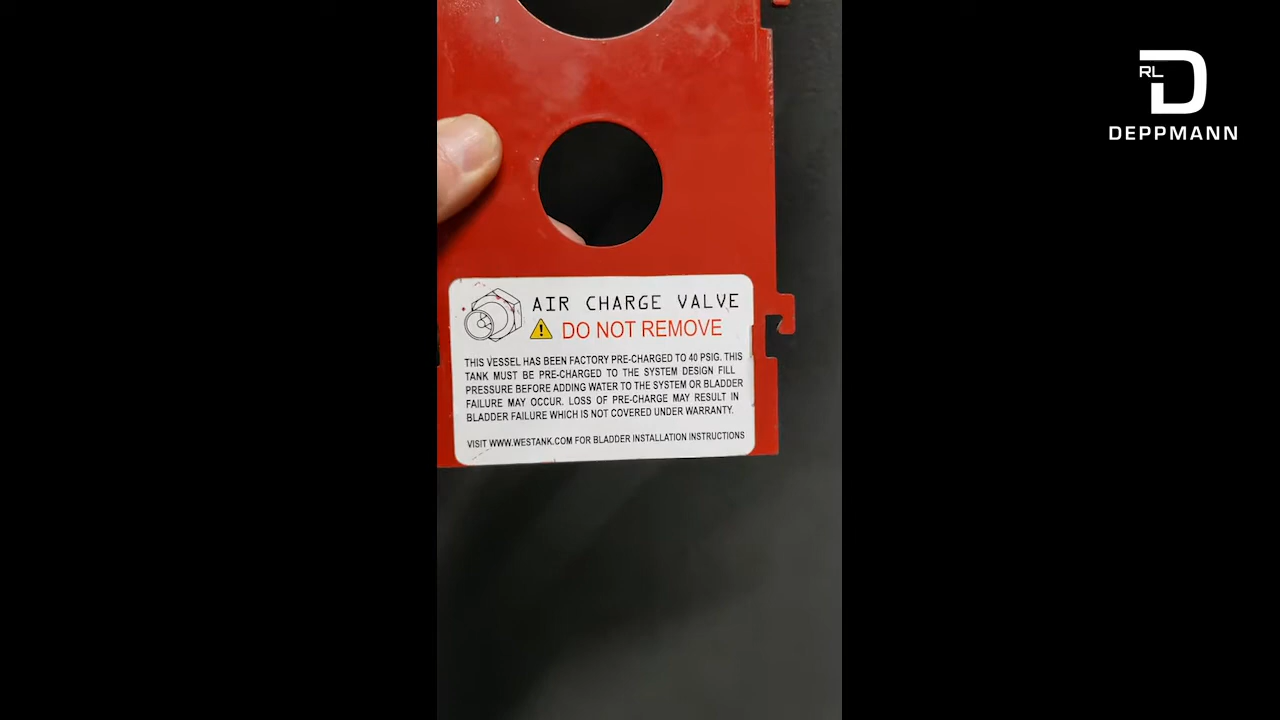 RL
DEPPMANN
AIR CHARGE VALVE
DO NOT REMOVE
THIS VESSEL HAS BEEN FACTORY PRE-CHARGED TO 40 PSIG. THIS
TANK MUST BE PRE-CHARGED TO THE SYSTEM DESIGN FILL
PRESSURE BEFORE ADDING WATER TO THE SYSTEM OR BLADDER
FAILURE MAY OCCUR. LOSS OF PRE-CHARGE MAY RESULT IN
BLADDER FAILURE WHICH IS NOT COVERED UNDER WARRANTY.
VISIT WWW.WESTANK.COM FOR BLADDER INSTALLATION INSTRUCTIONS